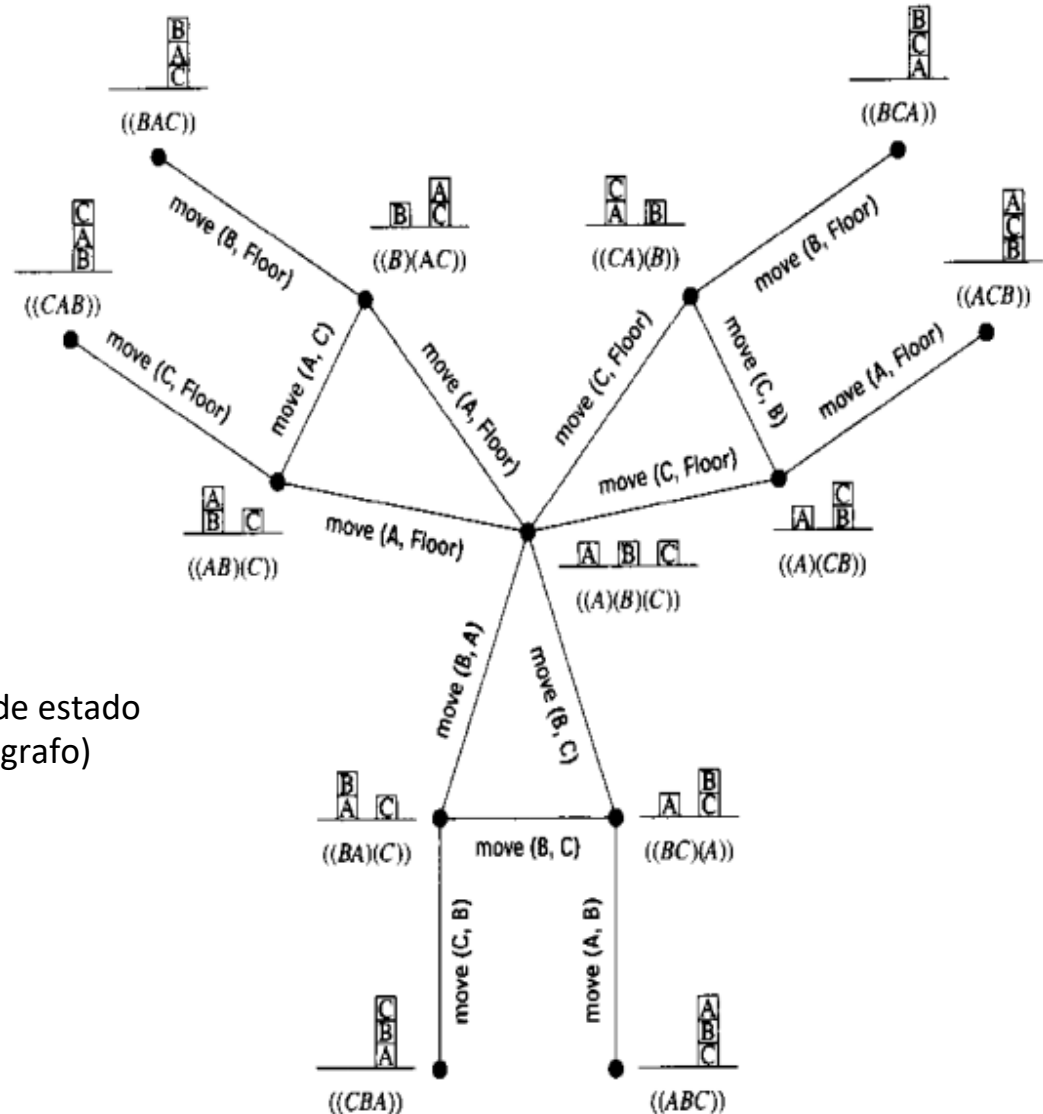 B
A
C
((BAC))
B
C
A
((BCA))
C
A
B
((CAB))
B
A
C
((B)(AC))
C
A
B
((CA)(B))
A
C
B
((ACB))
move (B, Floor)
move (B, Floor)
move (C, Floor)
move (A, C)
move (A, Floor)
move (C, Floor)
move (C, B)
move (A, Floor)
A
B
C
((AB)(C))
move (A, Floor)
move (C, Floor)
A
B
C
((A)(B)(C))
A
C
B
((A)(CB))
move (B, A)
move (B, C)
de estado
grafo)
B
A
C
((BA)(C))
move (B, C)
A
B
C
((BC)(A))
move (C, B)
move (A, B)
C
B
A
((CBA))
A
B
C
((ABC))